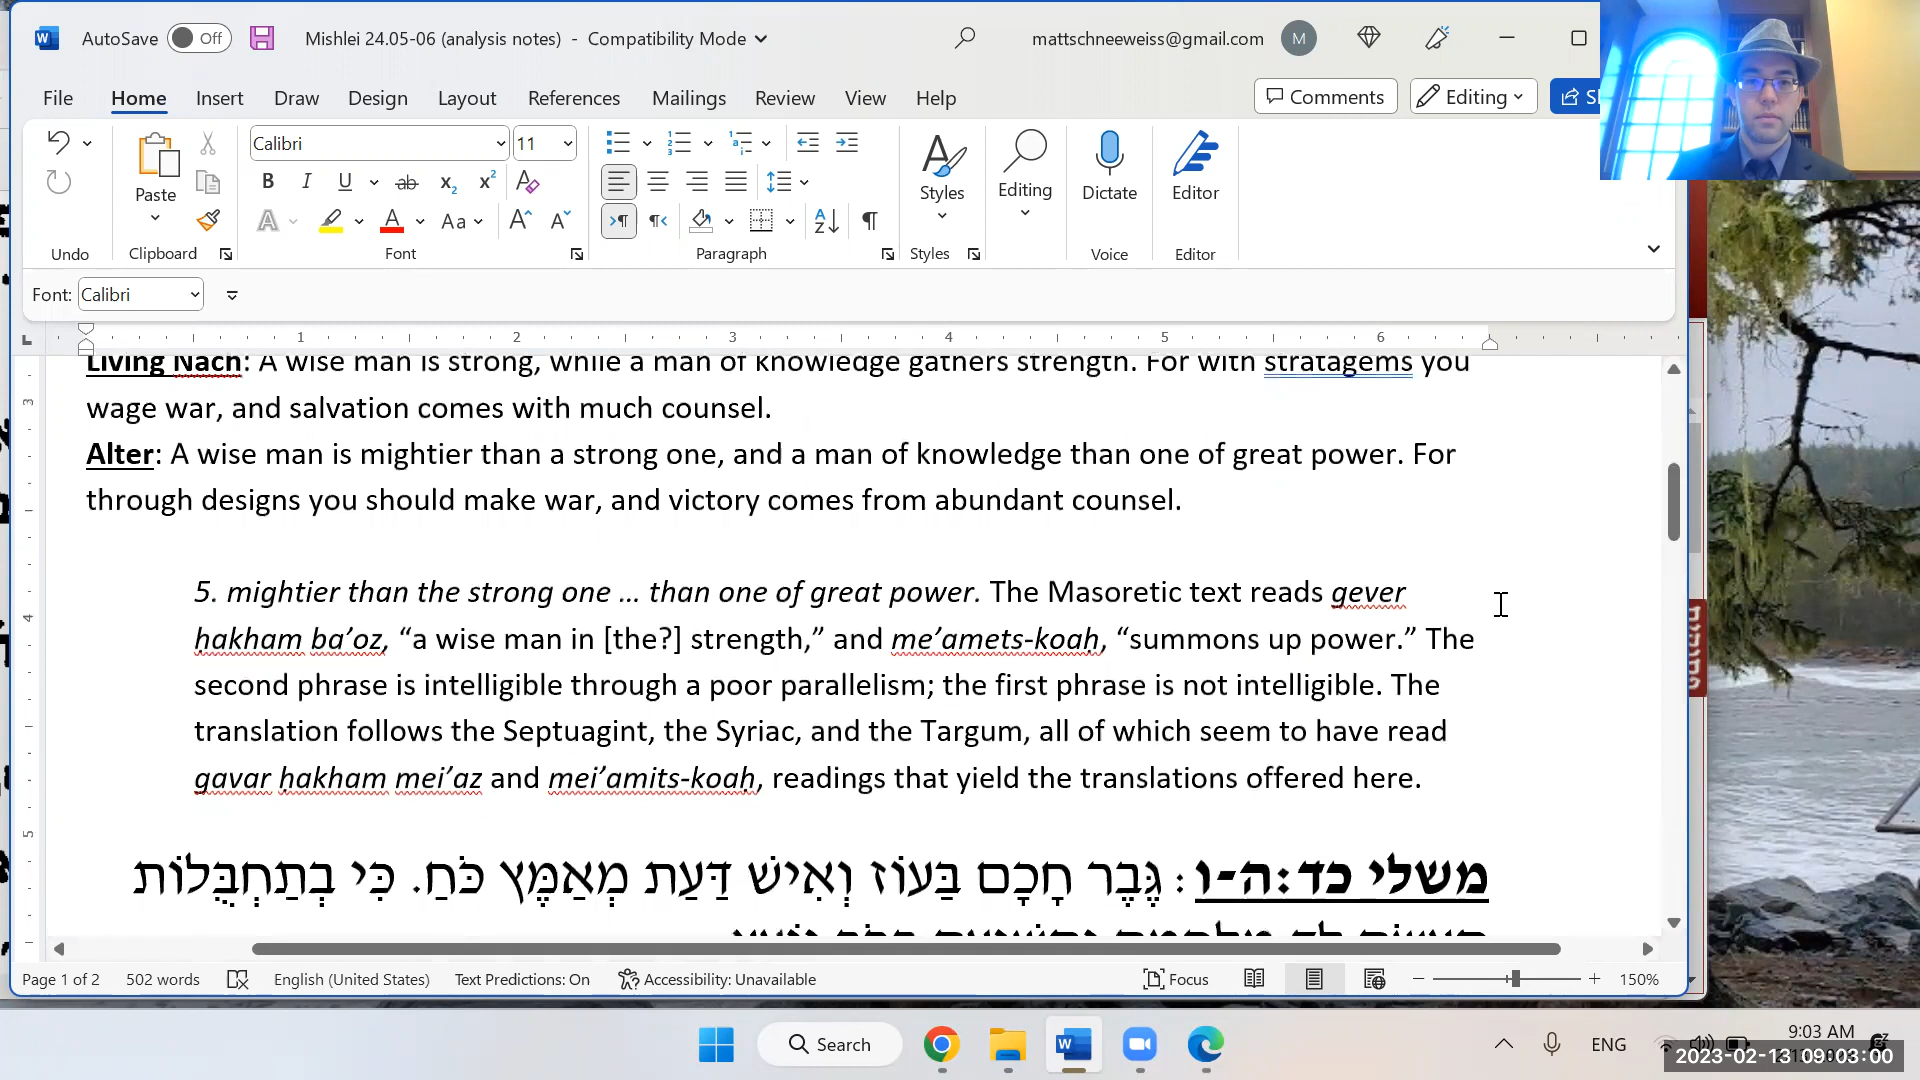 AutoSave Off Mishlei 24.05-06 (analysis notes) - Compatibility Mode mattschneeweiss@gmail.com M
File Home Insert Draw Design Layout References Mailings Review View Help Comments Editing
Paste Calibri 11 Styles Editing Dictate Editor
Undo Clipboard Font Paragraph Styles Voice Editor
Font: Calibri
1 2 3 4 5 6
Living Nach: A wise man is strong, while a man of knowledge gathers strength. For with stratagems you
wage war, and salvation comes with much counsel.
Alter: A wise man is mightier than a strong one, and a man of knowledge than one of great power. For
through designs you should make war, and victory comes from abundant counsel.
5. mightier than the strong one … than one of great power. The Masoretic text reads gever
hakham ba’oz, “a wise man in [the?] strength,” and me’amets-koaḥ, “summons up power.” The
second phrase is intelligible through a poor parallelism; the first phrase is not intelligible. The
translation follows the Septuagint, the Syriac, and the Targum, all of which seem to have read
gavar ḥakham mei’az and mei’amits-koaḥ, readings that yield the translations offered here.
משלי כד:ה-ו: גֶּבֶר חָכָם בַּעוֹז וְאִישׁ דַּעַת מְאַמֶּץ כֹּחַ. כִּי בְתַחְבֻּלוֹת
Page 1 of 2 502 words English (United States) Text Predictions: On Accessibility: Unavailable Focus 150%
Search ENG 9:03 AM
2023-02-13 09:03:00